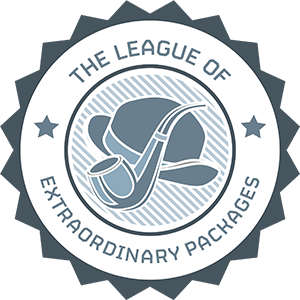 THE LEAGUE OF
EXTRAORDINARY PACKAGES